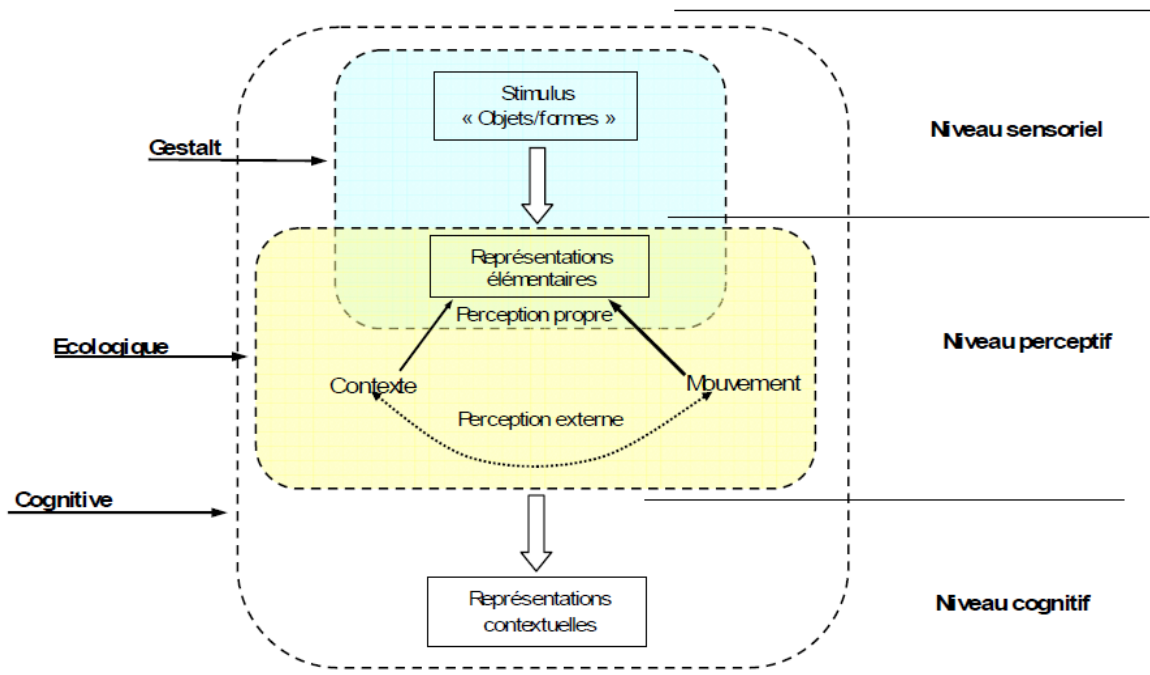 Stimulus
« Objets/formes »
Niveau sensoriel
Gestalt
Représentations
élémentaires
Perception propre
Ecologique
Niveau perceptif
Contexte
Mouvement
Perception externe
Cognitive
Représentations
contextuelles
Niveau cognitif